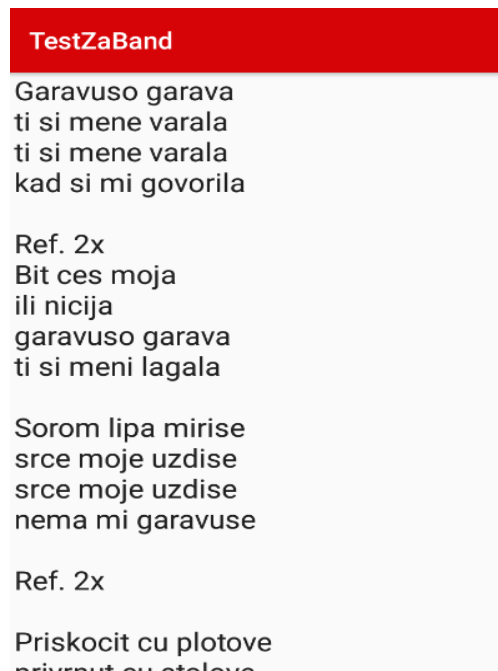 TestZaBand
Garavuso garava
ti si mene varala
ti si mene varala
kad si mi govorila
Ref. 2x
Bit ces moja
ili nicija
garavuso garava
ti si meni lagala
Sorom lipa mirise
srce moje uzdise
srce moje uzdise
nema mi garavuse
Ref. 2x
Priskocit cu plotove